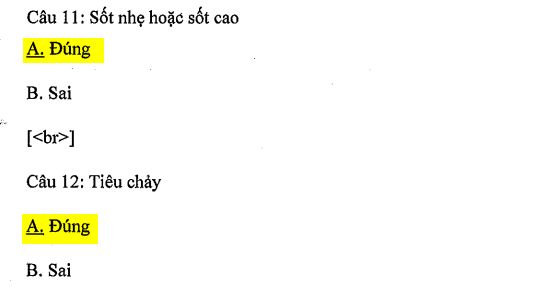 Câu 11: Sốt nhẹ hoặc sốt cao
A. Đúng
B. Sai
[<br>]
Câu 12: Tiêu chảy
A. Đúng
B. Sai